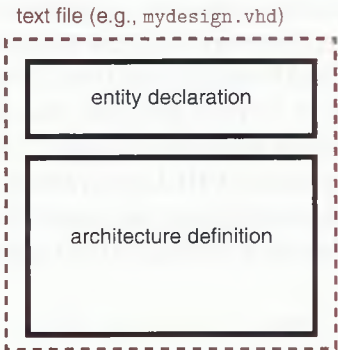 text file (e.g., mydesign.vhd)
entity declaration
architecture definition